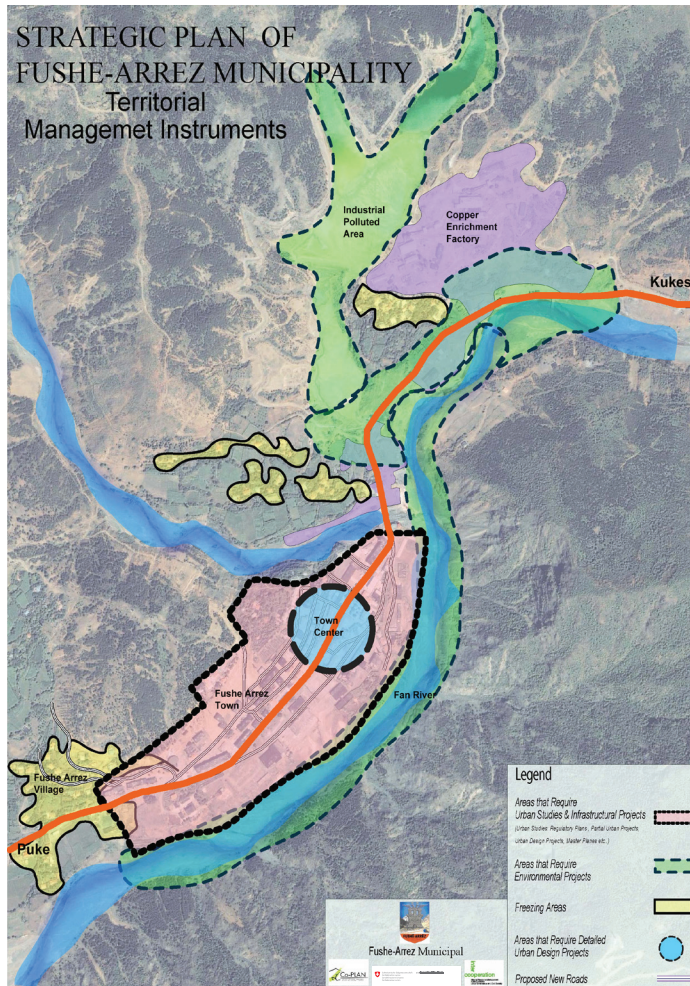 STRATEGIC PLAN OF
FUSHE-ARREZ MUNICIPALITY
Territorial
Managemet Instruments
Industrial
Polluted
Area
Copper
Enrichment
Factory
Kukes
Town
Center
Fushe Arrez
Town
Fan River
Fushe Arrez
Village
Puke
Legend
Areas that Require
Urban Studies & Infrastructural Projects
(Urban Studies: Regulatory Plans, Partial Urban Projects,
Urban Design Projects, Master Planes etc.)
Areas that Require
Environmental Projects
Freezing Areas
Areas that Require Detailed
Urban Design Projects
Proposed New Roads
Fushe-Arrez Municipal
Co-PLAN
cooperation